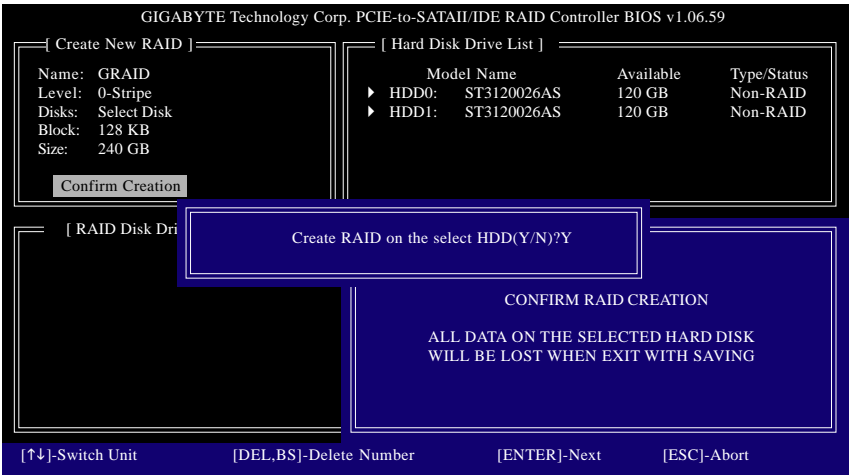 GIGABYTE Technology Corp. PCIE-to-SATAII/IDE RAID Controller BIOS v1.06.59
[ Create New RAID ]
Name: GRAID
Level: 0-Stripe
Disks: Select Disk
Block: 128 KB
Size: 240 GB
Confirm Creation
[ Hard Disk Drive List ]
Model Name Available Type/Status
HDD0: ST3120026AS 120 GB Non-RAID
HDD1: ST3120026AS 120 GB Non-RAID
[ RAID Disk Dri
Create RAID on the select HDD(Y/N)?Y
CONFIRM RAID CREATION
ALL DATA ON THE SELECTED HARD DISK
WILL BE LOST WHEN EXIT WITH SAVING
[↑↓]-Switch Unit [DEL,BS]-Delete Number [ENTER]-Next [ESC]-Abort